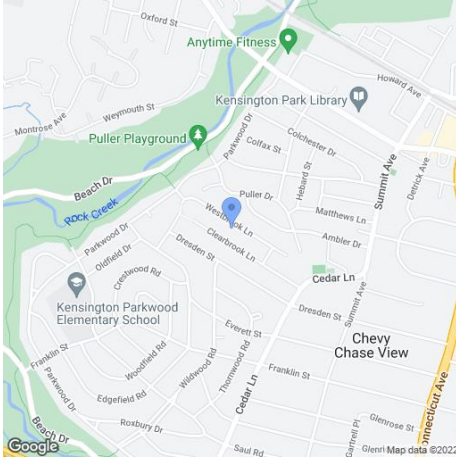 Oxford St
Anytime Fitness
Howard Ave
Kensington Park Library
Weymouth St
Montrose Ave
Parkwood Dr
Colchester Dr
Colfax St
Puller Playground
Summit Ave
Detrick Ave
Hebard St
Beach Dr
Puller Dr
Matthews Ln
Rock Creek
Westbrook Ln
Ambler Dr
Parkwood Dr
Clearbrook Ln
Oldfield Dr
Dresden St
Crestwood Rd
Cedar Ln
Kensington Parkwood
Elementary School
Dresden St
Summit Ave
Everett St
Chevy
Chase View
Franklin St
Woodfield Rd
Wildwood Rd
Thornwood Rd
Franklin St
Parkwood Dr
Edgefield Rd
Cedar Ln
Connecticut Ave
Beach Dr
Roxbury Dr
Glenrose St
Gartrell Pl
Saul Rd
Google
Map data ©2022